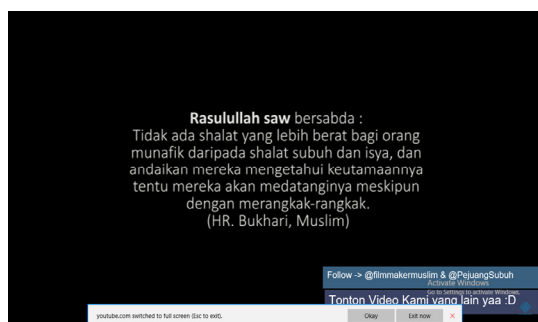 Rasulullah saw bersabda :
Tidak ada shalat yang lebih berat bagi orang
munafik daripada shalat subuh dan isya, dan
andaikan mereka mengetahui keutamaannya
tentu mereka akan medatanginya meskipun
dengan merangkak-rangkak.
(HR. Bukhari, Muslim)
Follow -> @filmmakermuslim & @PejuangSubuh
Activate Windows
Go to Settings to activate Windows.
Tonton Video Kami yang lain yaa :D
youtube.com switched to full screen (Esc to exit).
Okay
Exit now